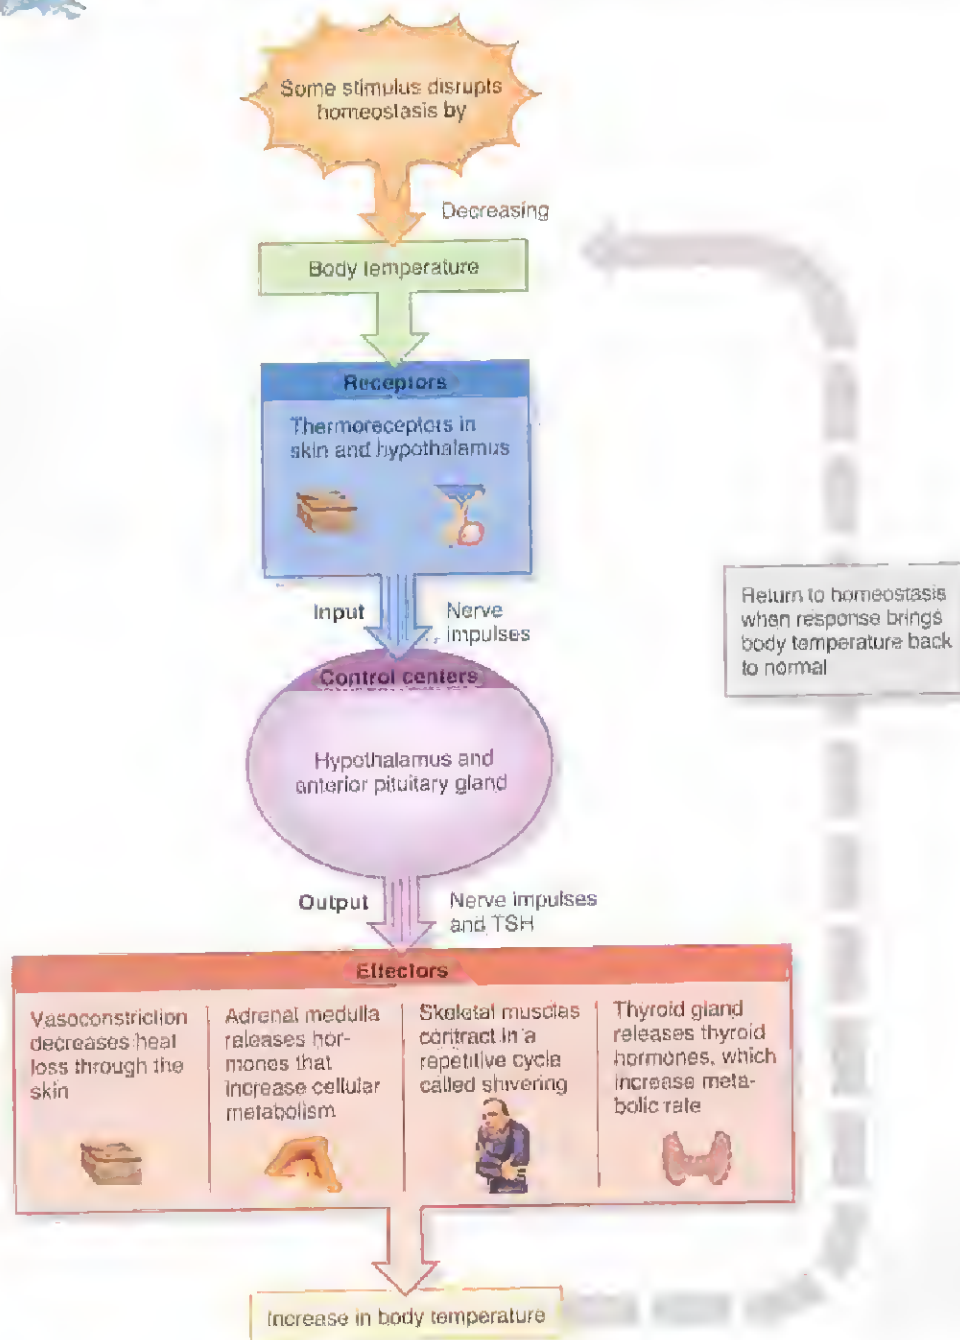 Some stimulus disrupts
homeostasis by
Decreasing
Body temperature
Receptors
Thermoreceptors in
skin and hypothalamus
Input
Nerve
impulses
Return to homeostasis
when response brings
body temperature back
to normal
Control centers
Hypothalamus and
anterior pituitary gland
Output
Nerve impulses
and TSH
Effectors
Vasoconstriction
decreases heat
loss through the
skin
Adrenal medulla
releases hor-
mones that
increase cellular
metabolism
Skeletal muscles
contract in a
repetitive cycle
called shivering
Thyroid gland
releases thyroid
hormones, which
increase meta-
bolic rate
Increase in body temperature